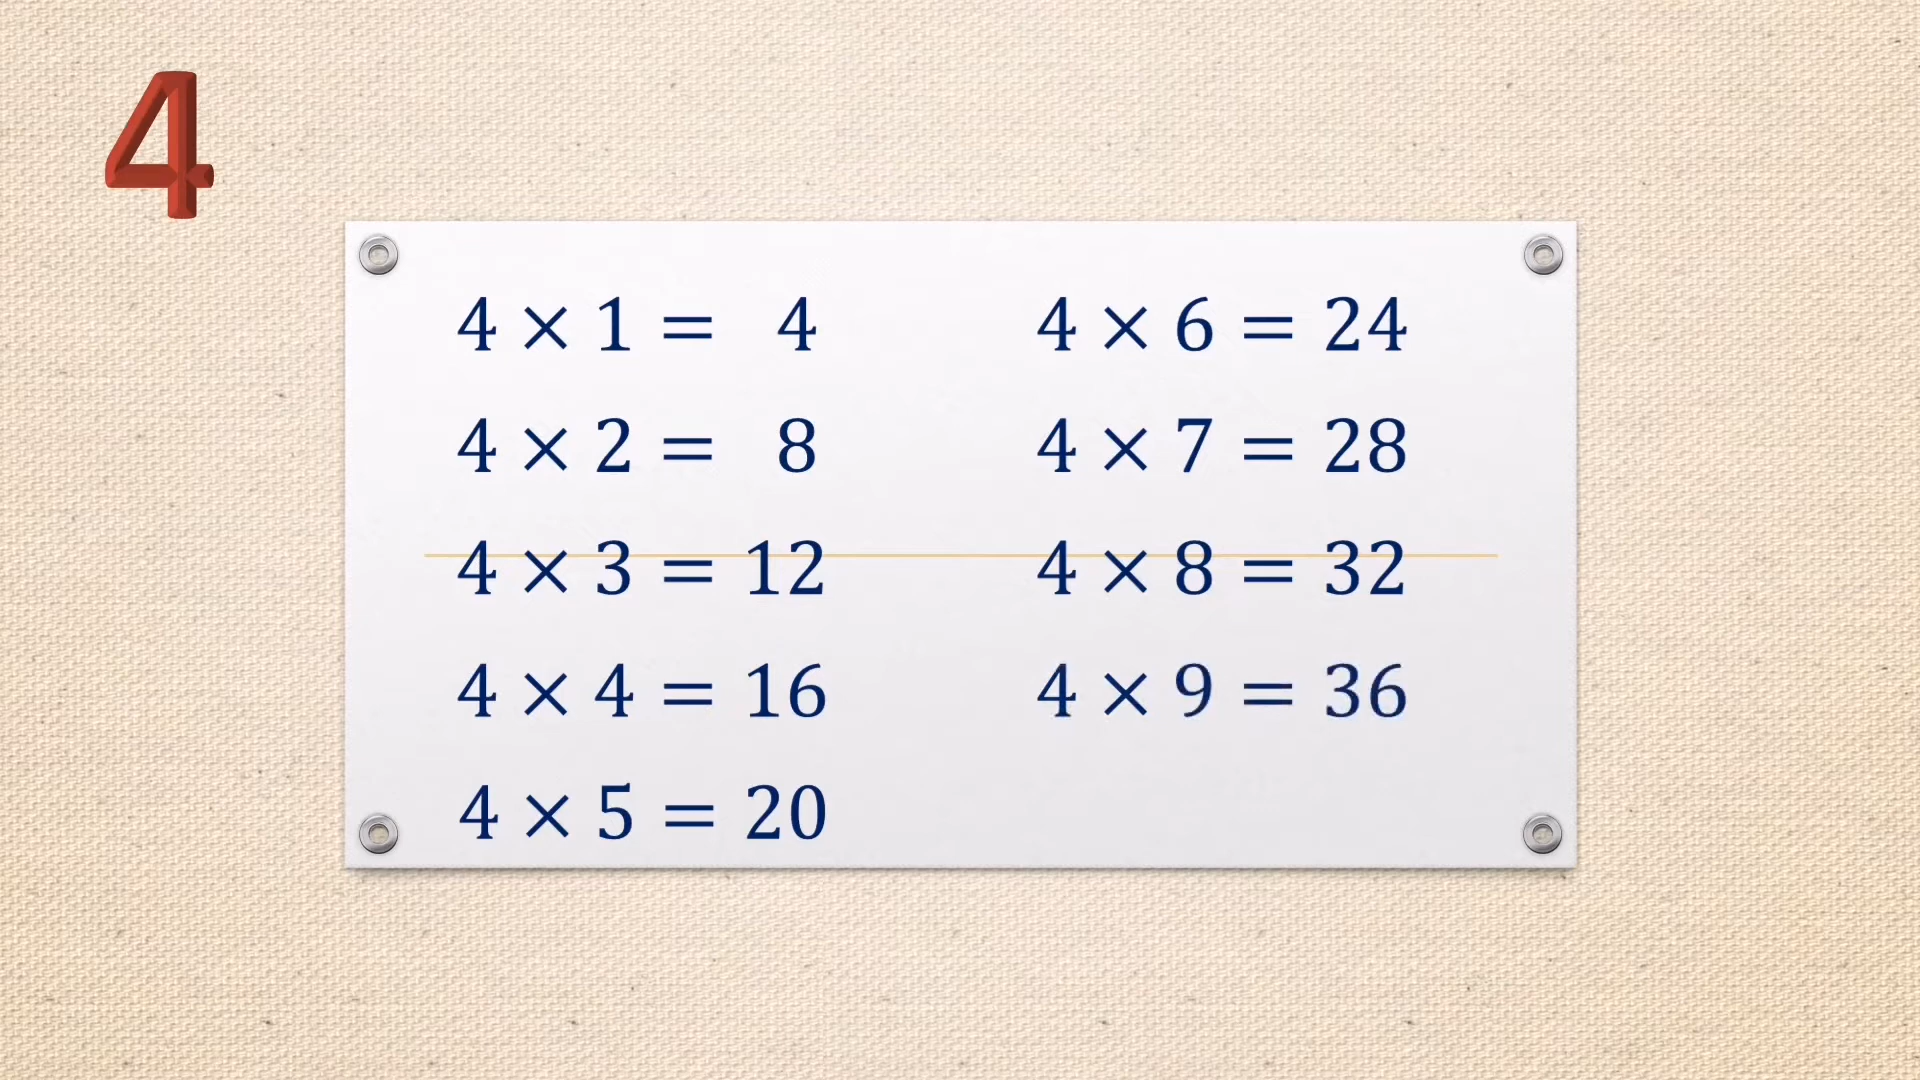 4
4 × 1 = 4
4 × 2 = 8
4 × 3 = 12
4 × 4 = 16
4 × 5 = 20
4 × 6 = 24
4 × 7 = 28
4 × 8 = 32
4 × 9 = 36